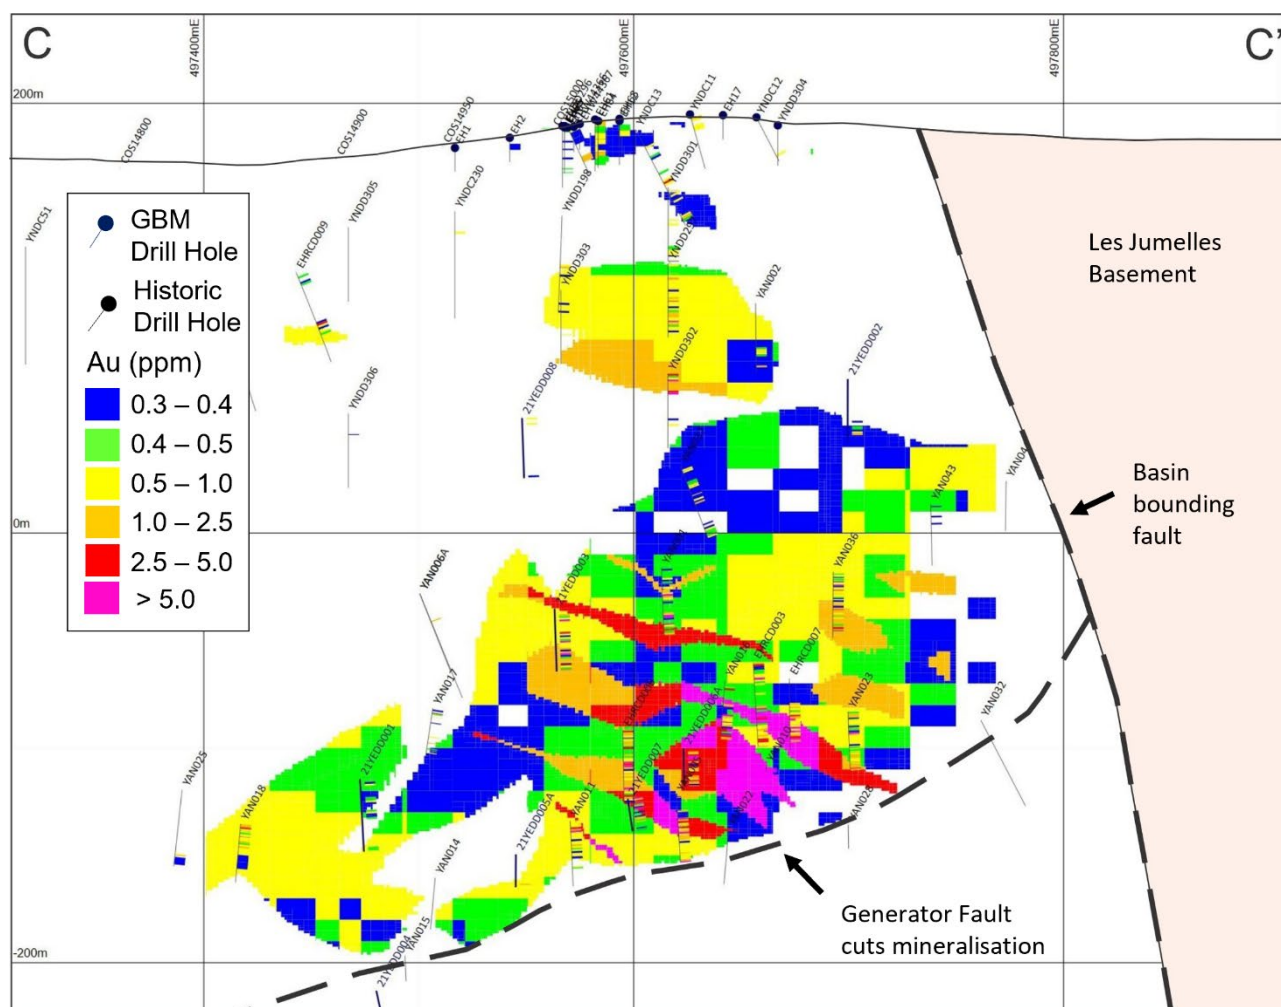 C
497400mE
497600mE
497800mE
C'
200m
COS14800
COS14900
COS14950
EH1
EH2
COS15000
YNDC13
YNDC11
EH17
YNDC12
YNDD304
YNDD301
YNDD198
YNDC230
YNDD305
EHRCD009
YNDC51
YNDD303
YAN002
YNDD302
21YEDD002
YNDD306
21YEDD008
GBM
Drill Hole
Historic
Drill Hole
Au (ppm)
0.3 – 0.4
0.4 – 0.5
0.5 – 1.0
1.0 – 2.5
2.5 – 5.0
> 5.0
Les Jumelles
Basement
Basin
bounding
fault
0m
YAN043
YAN006A
21YEDD003
YAN036
EHRCD003
EHRCD007
YAN017
YAN023
YAN032
21YEDD001
YAN025
YAN018
21YEDD006A
21YEDD007
21YEDD005A
YAN011
YAN022
YAN028
YAN014
YAN015
21YEDD004
Generator Fault
cuts mineralisation
-200m